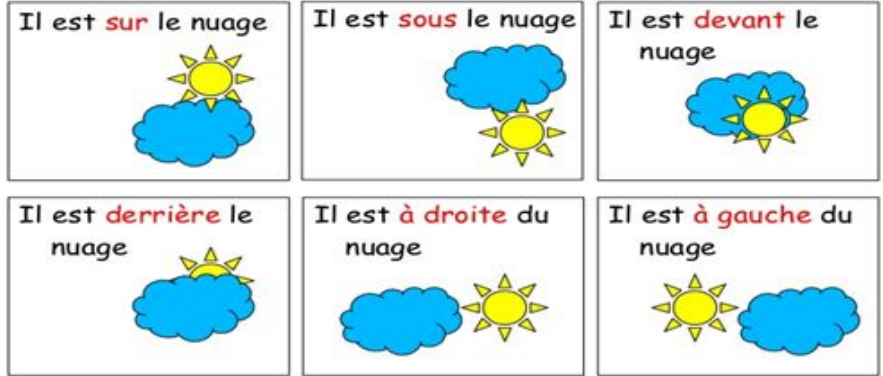 Il est sur le nuage
Il est sous le nuage
Il est devant le
nuage
Il est derrière le
nuage
Il est à droite du
nuage
Il est à gauche du
nuage